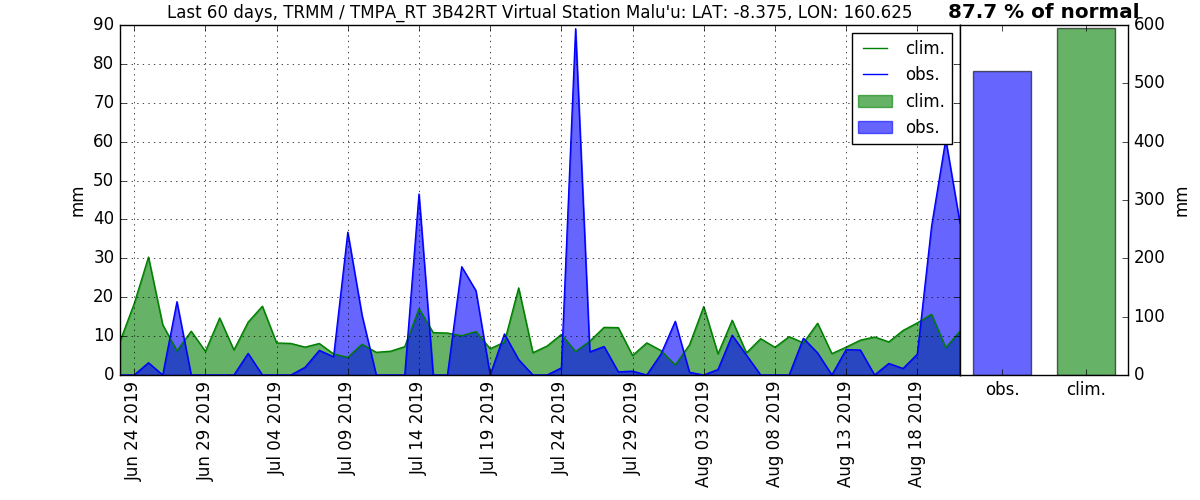 Last 60 days, TRMM / TMPA_RT 3B42RT Virtual Station Malu'u: LAT: -8.375, LON: 160.625
87.7 % of normal
90
80
70
60
50
40
30
20
10
0
mm
clim.
obs.
clim.
obs.
600
500
400
300
200
100
0
mm
Jun 24 2019
Jun 29 2019
Jul 04 2019
Jul 09 2019
Jul 14 2019
Jul 19 2019
Jul 24 2019
Jul 29 2019
Aug 03 2019
Aug 08 2019
Aug 13 2019
Aug 18 2019
obs.
clim.